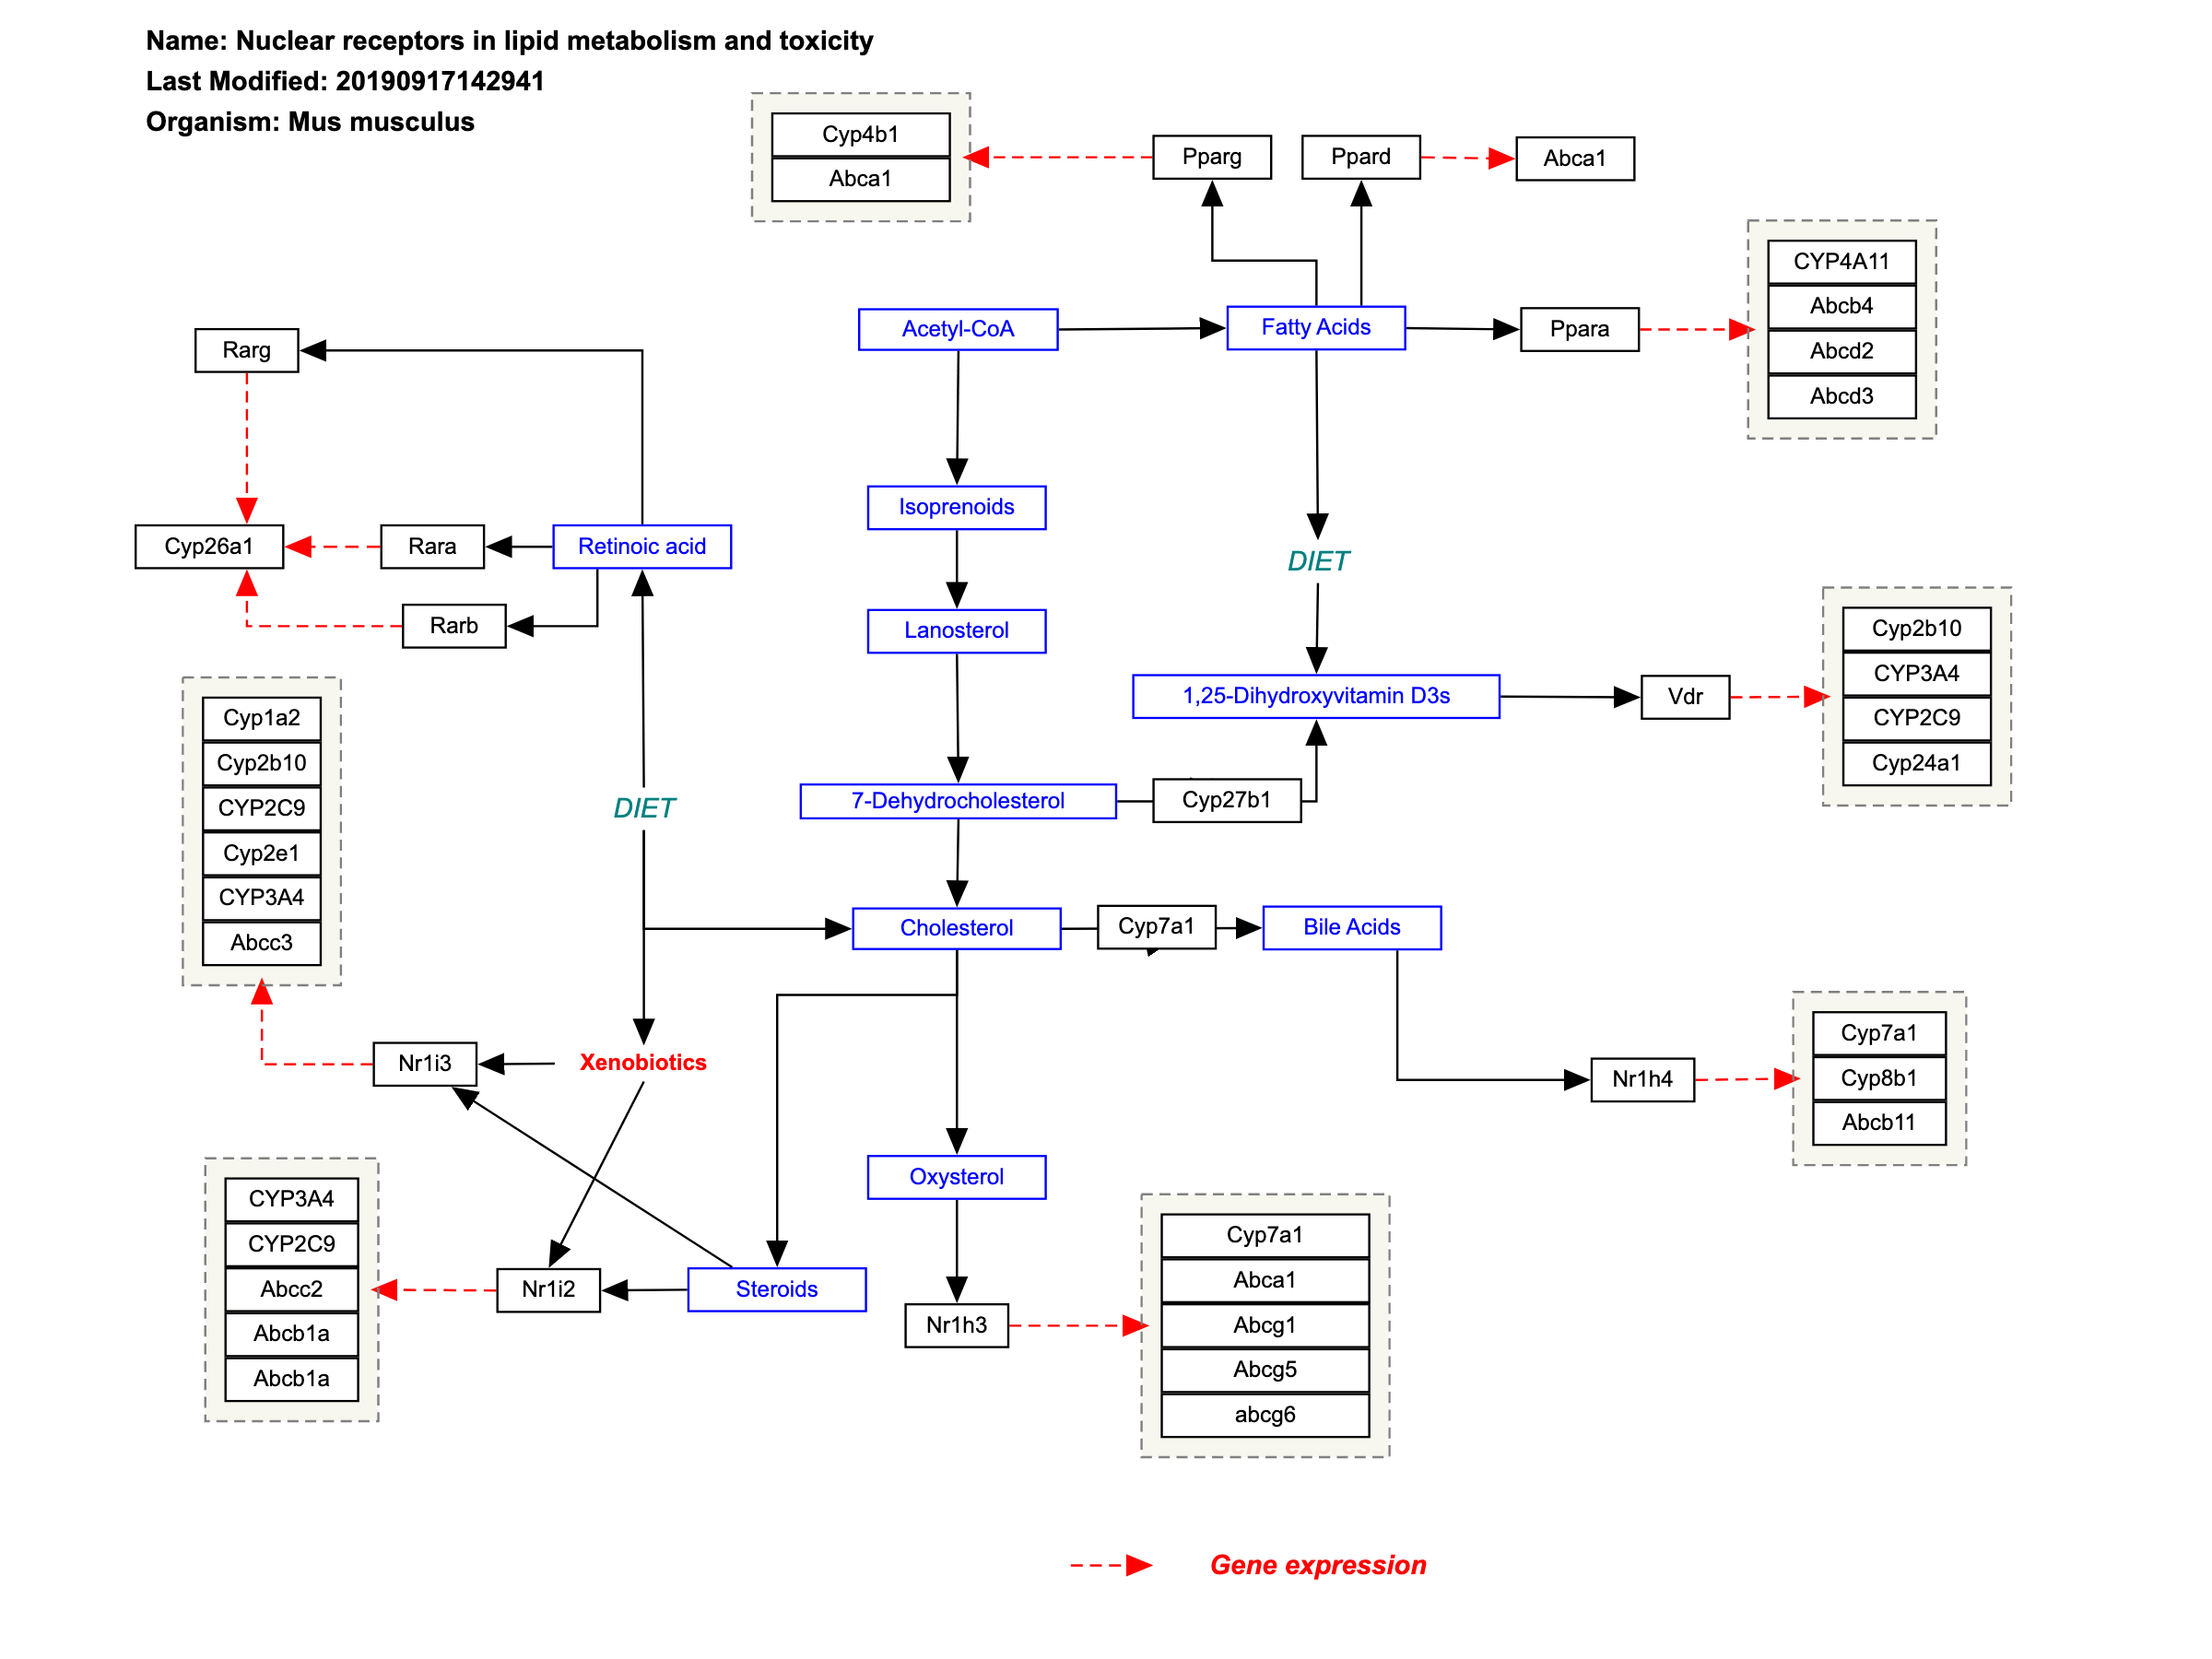 Name: Nuclear receptors in lipid metabolism and toxicity
Last Modified: 20190917142941
Organism: Mus musculus
Cyp4b1
Abca1
Pparg
Ppard
Abca1
CYP4A11
Abcb4
Abcd2
Abcd3
Acetyl-CoA
Fatty Acids
Ppara
Rarg
Isoprenoids
Cyp26a1
Rara
Retinoic acid
DIET
Rarb
Lanosterol
Cyp2b10
CYP3A4
CYP2C9
Cyp24a1
1,25-Dihydroxyvitamin D3s
Vdr
Cyp1a2
Cyp2b10
CYP2C9
Cyp2e1
CYP3A4
Abcc3
DIET
7-Dehydrocholesterol
Cyp27b1
Cholesterol
Cyp7a1
Bile Acids
Nr1i3
Xenobiotics
Nr1h4
Cyp7a1
Cyp8b1
Abcb11
CYP3A4
CYP2C9
Abcc2
Abcb1a
Abcb1a
Nr1i2
Steroids
Oxysterol
Nr1h3
Cyp7a1
Abca1
Abcg1
Abcg5
abcg6
Gene expression